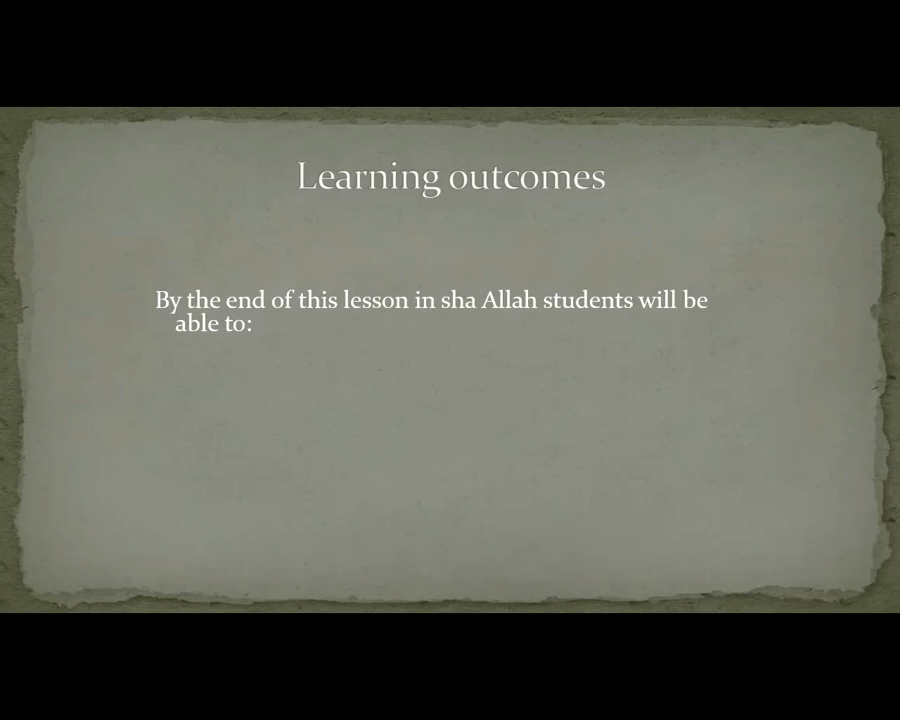 Learning outcomes
By the end of this lesson in sha Allah students will be
able to: